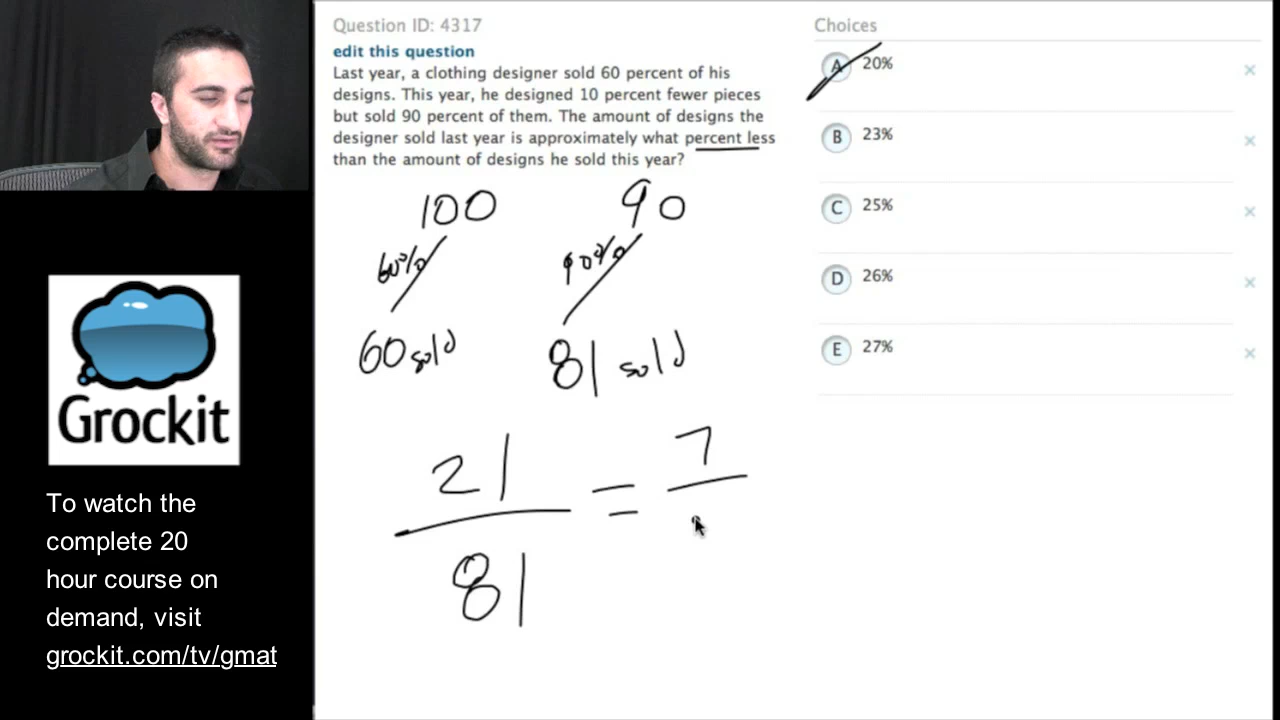 Question ID: 4317
edit this question
Last year, a clothing designer sold 60 percent of his
designs. This year, he designed 10 percent fewer pieces
but sold 90 percent of them. The amount of designs the
designer sold last year is approximately what percent less
than the amount of designs he sold this year?
100 90
60% 90%
60 sold 81 sold
21 = 7
81
Choices
A 20%
B 23%
C 25%
D 26%
E 27%
Grockit
To watch the
complete 20
hour course on
demand, visit
grockit.com/tv/gmat